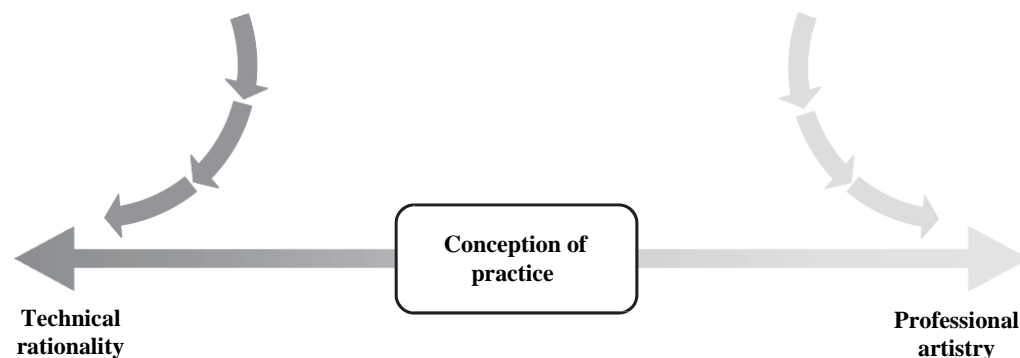 Conception of
practice
Technical
rationality
Professional
artistry